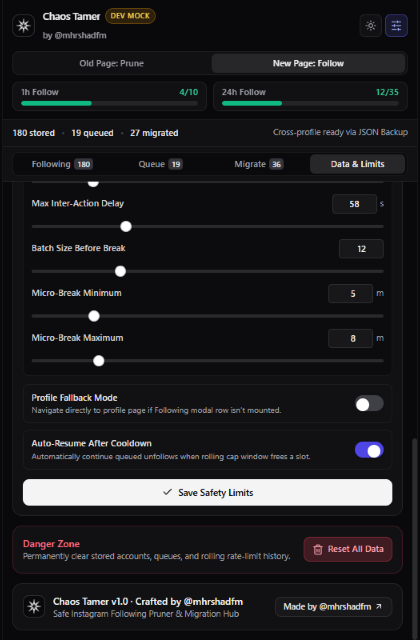 Chaos Tamer DEV MOCK
by @mhrshadfm
Old Page: Prune New Page: Follow
1h Follow 4/10 24h Follow 12/35
180 stored • 19 queued • 27 migrated Cross-profile ready via JSON Backup
Following 180 Queue 19 Migrate 36 Data & Limits
Max Inter-Action Delay 58 s
Batch Size Before Break 12
Micro-Break Minimum 5 m
Micro-Break Maximum 8 m
Profile Fallback Mode
Navigate directly to profile page if Following modal row isn't mounted.
Auto-Resume After Cooldown
Automatically continue queued unfollows when rolling cap window frees a slot.
Save Safety Limits
Danger Zone
Permanently clear stored accounts, queues, and rolling rate-limit history.
Reset All Data
Chaos Tamer v1.0 · Crafted by @mhrshadfm
Safe Instagram Following Pruner & Migration Hub
Made by @mhrshadfm ↗